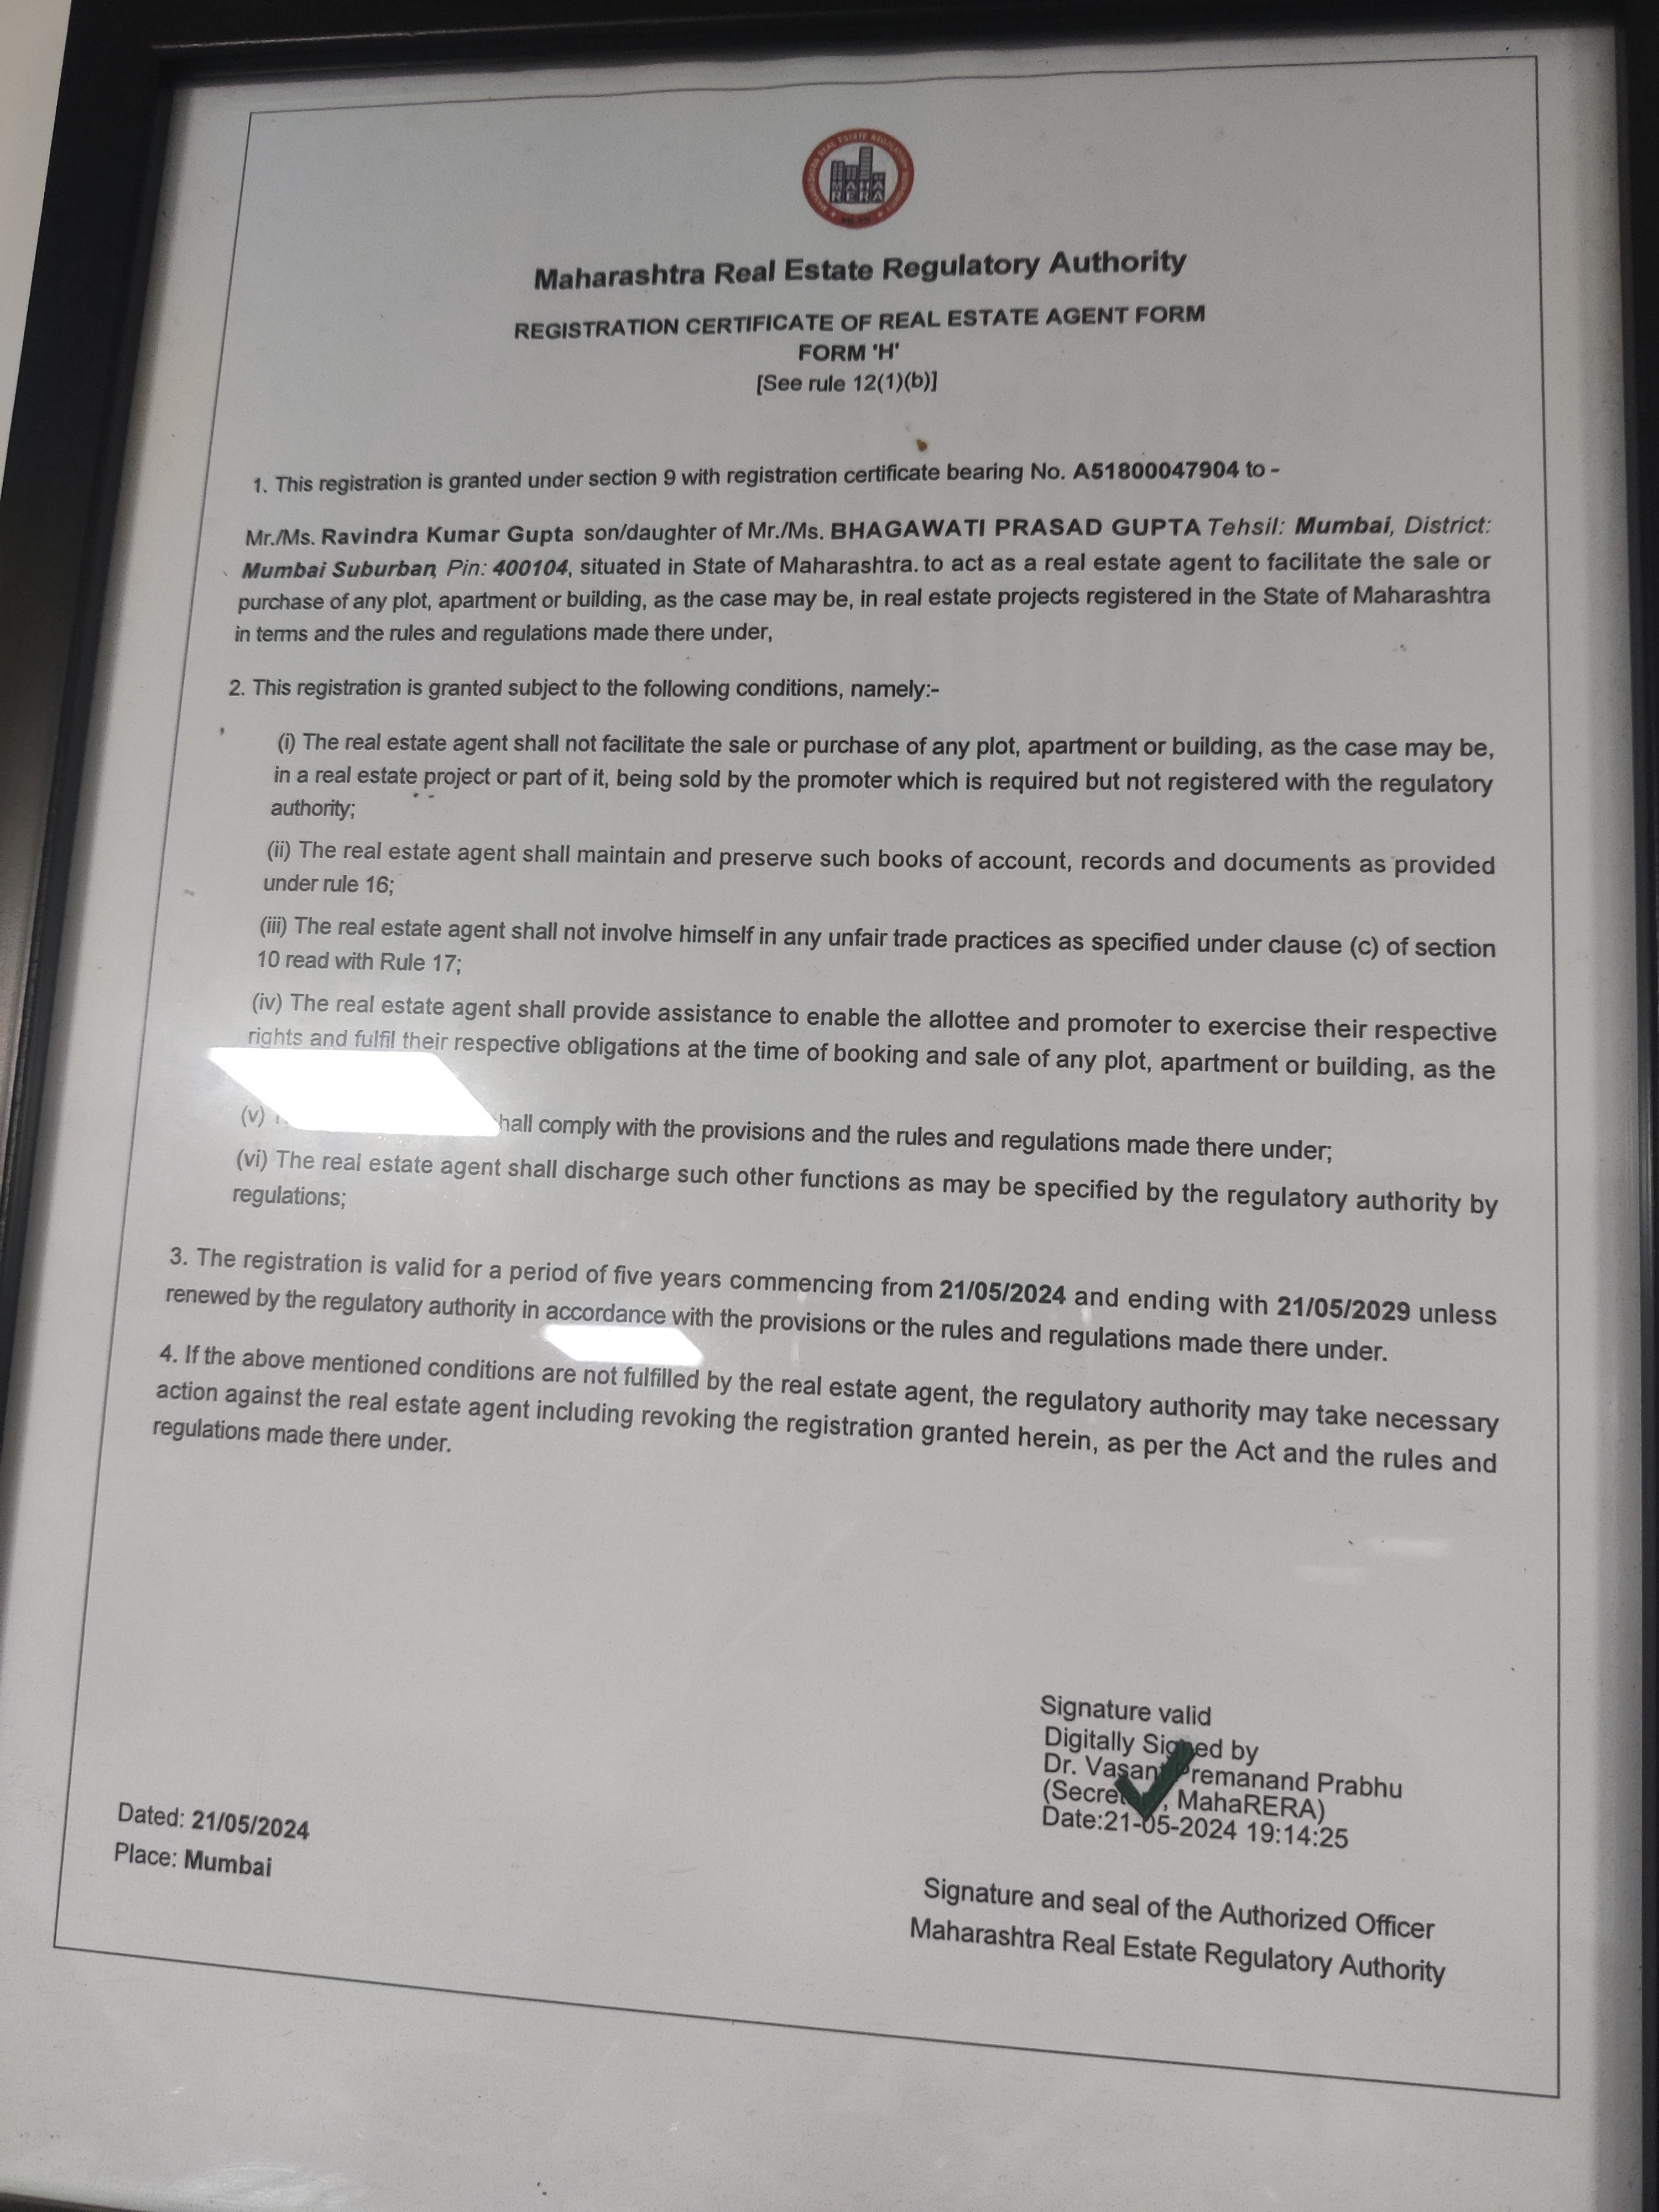 MAHARASHTRA REAL ESTATE REGULATORY AUTHORITY
MAHA
RERA
Maharashtra Real Estate Regulatory Authority
REGISTRATION CERTIFICATE OF REAL ESTATE AGENT FORM
FORM 'H'
[See rule 12(1)(b)]
1. This registration is granted under section 9 with registration certificate bearing No. A51800047904 to -
Mr./Ms. Ravindra Kumar Gupta son/daughter of Mr./Ms. BHAGAWATI PRASAD GUPTA Tehsil: Mumbai, District:
Mumbai Suburban, Pin: 400104, situated in State of Maharashtra. to act as a real estate agent to facilitate the sale or
purchase of any plot, apartment or building, as the case may be, in real estate projects registered in the State of Maharashtra
in terms and the rules and regulations made there under,
2. This registration is granted subject to the following conditions, namely:-
(i) The real estate agent shall not facilitate the sale or purchase of any plot, apartment or building, as the case may be,
in a real estate project or part of it, being sold by the promoter which is required but not registered with the regulatory
authority;
(ii) The real estate agent shall maintain and preserve such books of account, records and documents as provided
under rule 16;
(iii) The real estate agent shall not involve himself in any unfair trade practices as specified under clause (c) of section
10 read with Rule 17;
(iv) The real estate agent shall provide assistance to enable the allottee and promoter to exercise their respective
rights and fulfil their respective obligations at the time of booking and sale of any plot, apartment or building, as the
(v) hall comply with the provisions and the rules and regulations made there under;
(vi) The real estate agent shall discharge such other functions as may be specified by the regulatory authority by
regulations;
3. The registration is valid for a period of five years commencing from 21/05/2024 and ending with 21/05/2029 unless
renewed by the regulatory authority in accordance with the provisions or the rules and regulations made there under.
4. If the above mentioned conditions are not fulfilled by the real estate agent, the regulatory authority may take necessary
action against the real estate agent including revoking the registration granted herein, as per the Act and the rules and
regulations made there under.
Signature valid
Digitally Signed by
Dr. Vasant Premanand Prabhu
(Secretary, MahaRERA)
Date:21-05-2024 19:14:25
Dated: 21/05/2024
Place: Mumbai
Signature and seal of the Authorized Officer
Maharashtra Real Estate Regulatory Authority